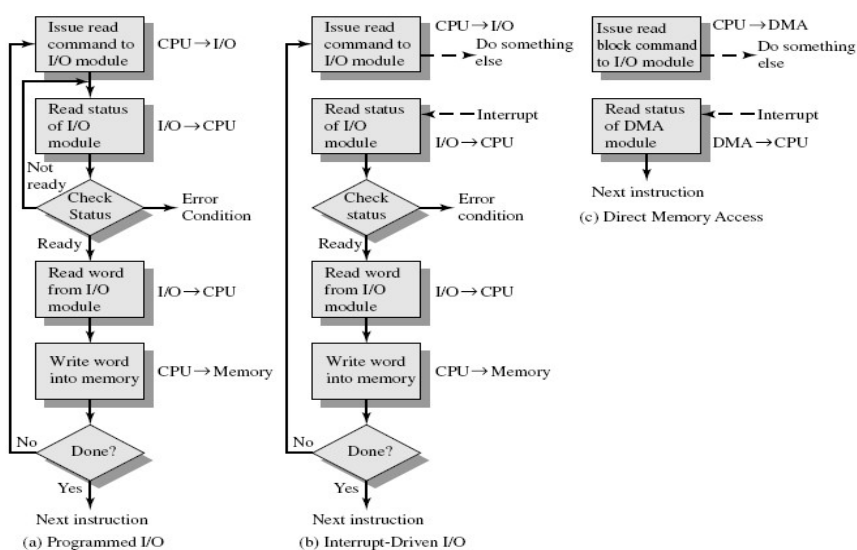 Issue read
command to
I/O module
CPU → I/O
Read status
of I/O
module
I/O → CPU
Not
ready
Check
Status
Error
Condition
Ready
Read word
from I/O
module
I/O → CPU
Write word
into memory
CPU → Memory
No
Done?
Yes
Next instruction
(a) Programmed I/O
Issue read
command to
I/O module
CPU → I/O
Do something
else
Read status
of I/O
module
Interrupt
I/O → CPU
Check
status
Error
condition
Ready
Read word
from I/O
module
I/O → CPU
Write word
into memory
CPU → Memory
No
Done?
Yes
Next instruction
(b) Interrupt-Driven I/O
Issue read
block command
to I/O module
CPU → DMA
Do something
else
Read status
of DMA
module
Interrupt
DMA → CPU
Next instruction
(c) Direct Memory Access